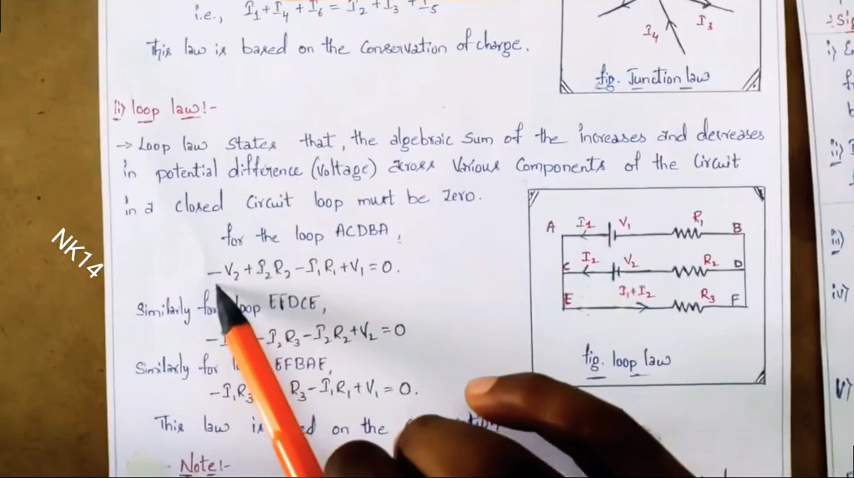 i.e., I₁+I₄+I₆ = I₂+I₃+I₅
This law is based on the Conservation of charge.
I₄
I₃
fig. Junction law
(ii) loop law:-
→ Loop law states that, the algebraic sum of the increases and decreases
in potential difference (voltage) across various Components of the Circuit
in a closed Circuit loop must be zero.
for the loop ACDBA,
-V₂+I₂R₂-I₁R₁+V₁=0.
Similarly for loop EFDCE,
I₂R₃-I₂R₂+V₂=0
Similarly for EFBAE,
-I₁R₃ R₃-I₁R₁+V₁=0.
This law on the
Note:-
A I₁ V₁ R₁ B
C I₂ V₂ R₂ D
E I₁+I₂ R₃ F
fig. loop law
NK14